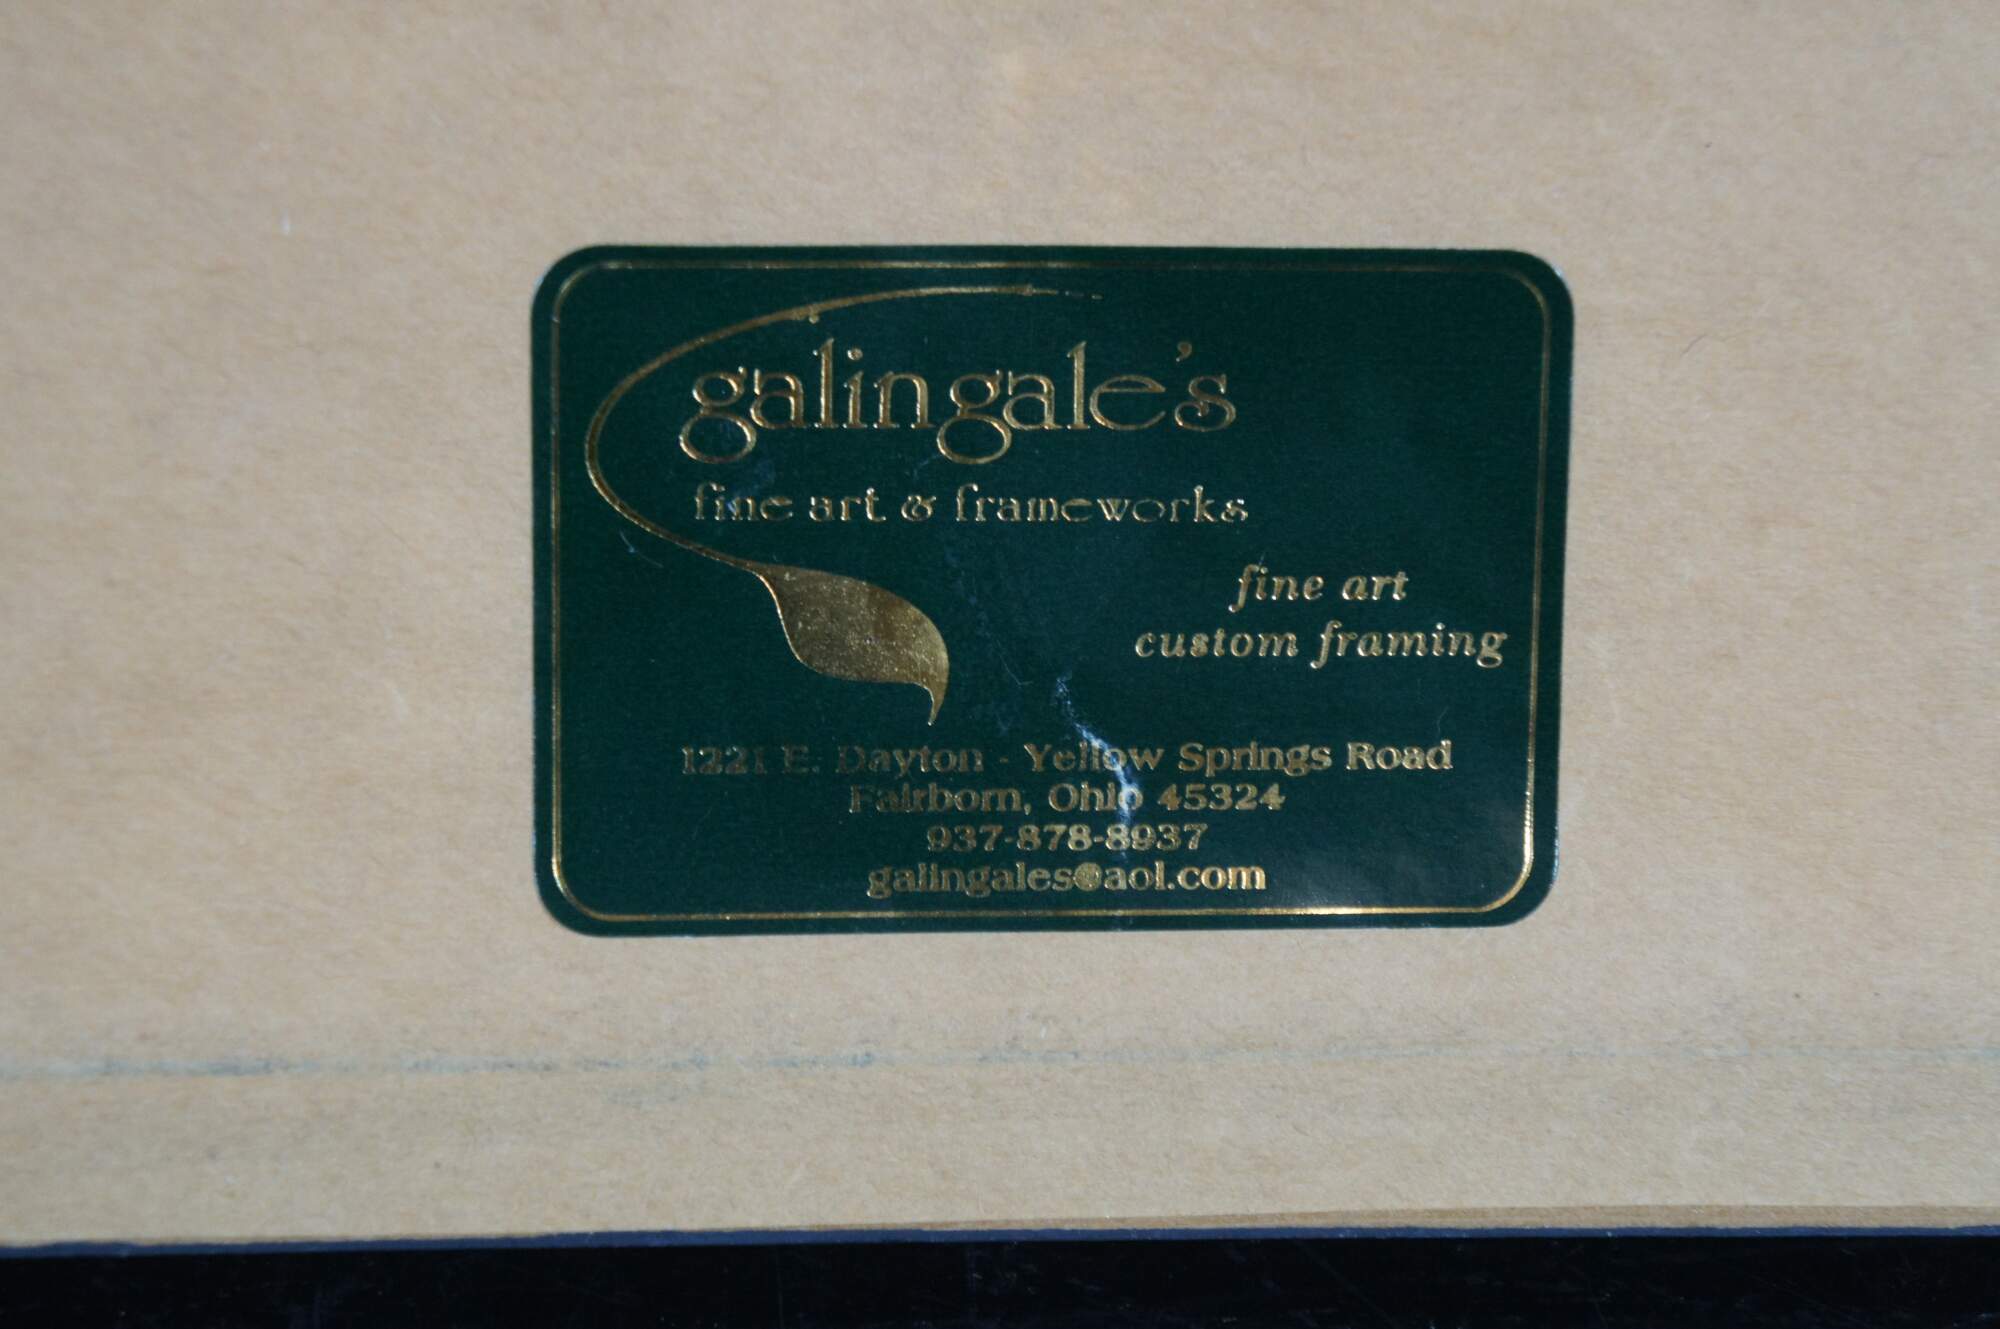 galingale's
fine art & frameworks
fine art
custom framing
1221 E. Dayton - Yellow Springs Road
Fairborn, Ohio 45324
937-878-8937
galingales@aol.com